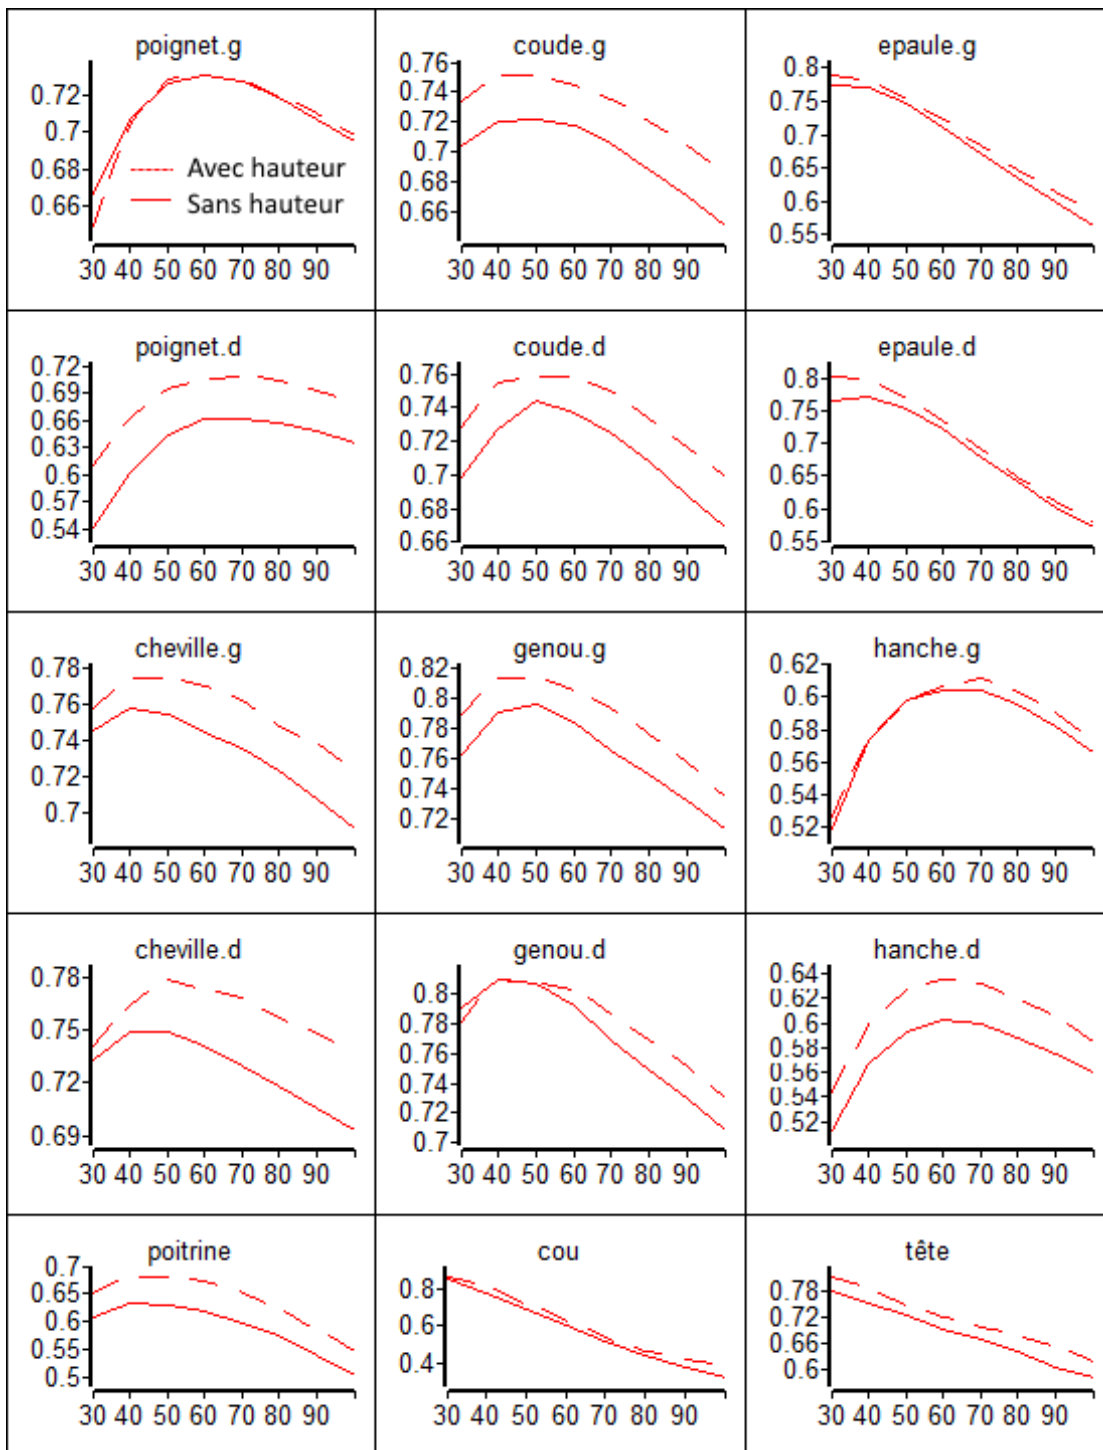 poignet.g
0.72
0.7
0.68
0.66
Avec hauteur
Sans hauteur
30 40 50 60 70 80 90
coude.g
0.76
0.74
0.72
0.7
0.68
0.66
30 40 50 60 70 80 90
epaule.g
0.8
0.75
0.7
0.65
0.6
0.55
30 40 50 60 70 80 90
poignet.d
0.72
0.69
0.66
0.63
0.6
0.57
0.54
30 40 50 60 70 80 90
coude.d
0.76
0.74
0.72
0.7
0.68
0.66
30 40 50 60 70 80 90
epaule.d
0.8
0.75
0.7
0.65
0.6
0.55
30 40 50 60 70 80 90
cheville.g
0.78
0.76
0.74
0.72
0.7
30 40 50 60 70 80 90
genou.g
0.82
0.8
0.78
0.76
0.74
0.72
30 40 50 60 70 80 90
hanche.g
0.62
0.6
0.58
0.56
0.54
0.52
30 40 50 60 70 80 90
cheville.d
0.78
0.75
0.72
0.69
30 40 50 60 70 80 90
genou.d
0.8
0.78
0.76
0.74
0.72
0.7
30 40 50 60 70 80 90
hanche.d
0.64
0.62
0.6
0.58
0.56
0.54
0.52
30 40 50 60 70 80 90
poitrine
0.7
0.65
0.6
0.55
0.5
30 40 50 60 70 80 90
cou
0.8
0.6
0.4
30 40 50 60 70 80 90
tête
0.78
0.72
0.66
0.6
30 40 50 60 70 80 90